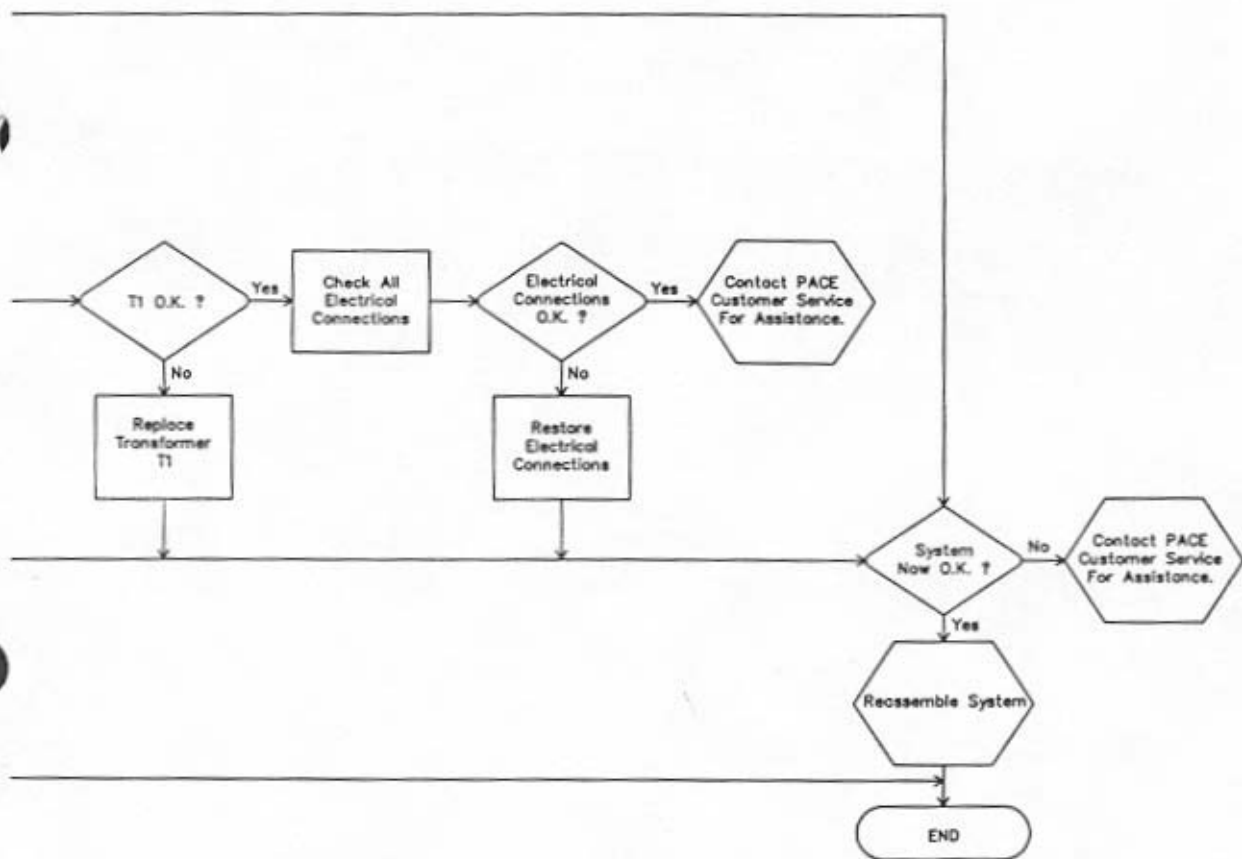 T1 O.K. ?
Yes
Check All
Electrical
Connections
Electrical
Connections
O.K. ?
Yes
Contact PACE
Customer Service
For Assistance.
No
Replace
Transformer
T1
No
Restore
Electrical
Connections
System
Now O.K. ?
No
Contact PACE
Customer Service
For Assistance.
Yes
Reassemble System
END